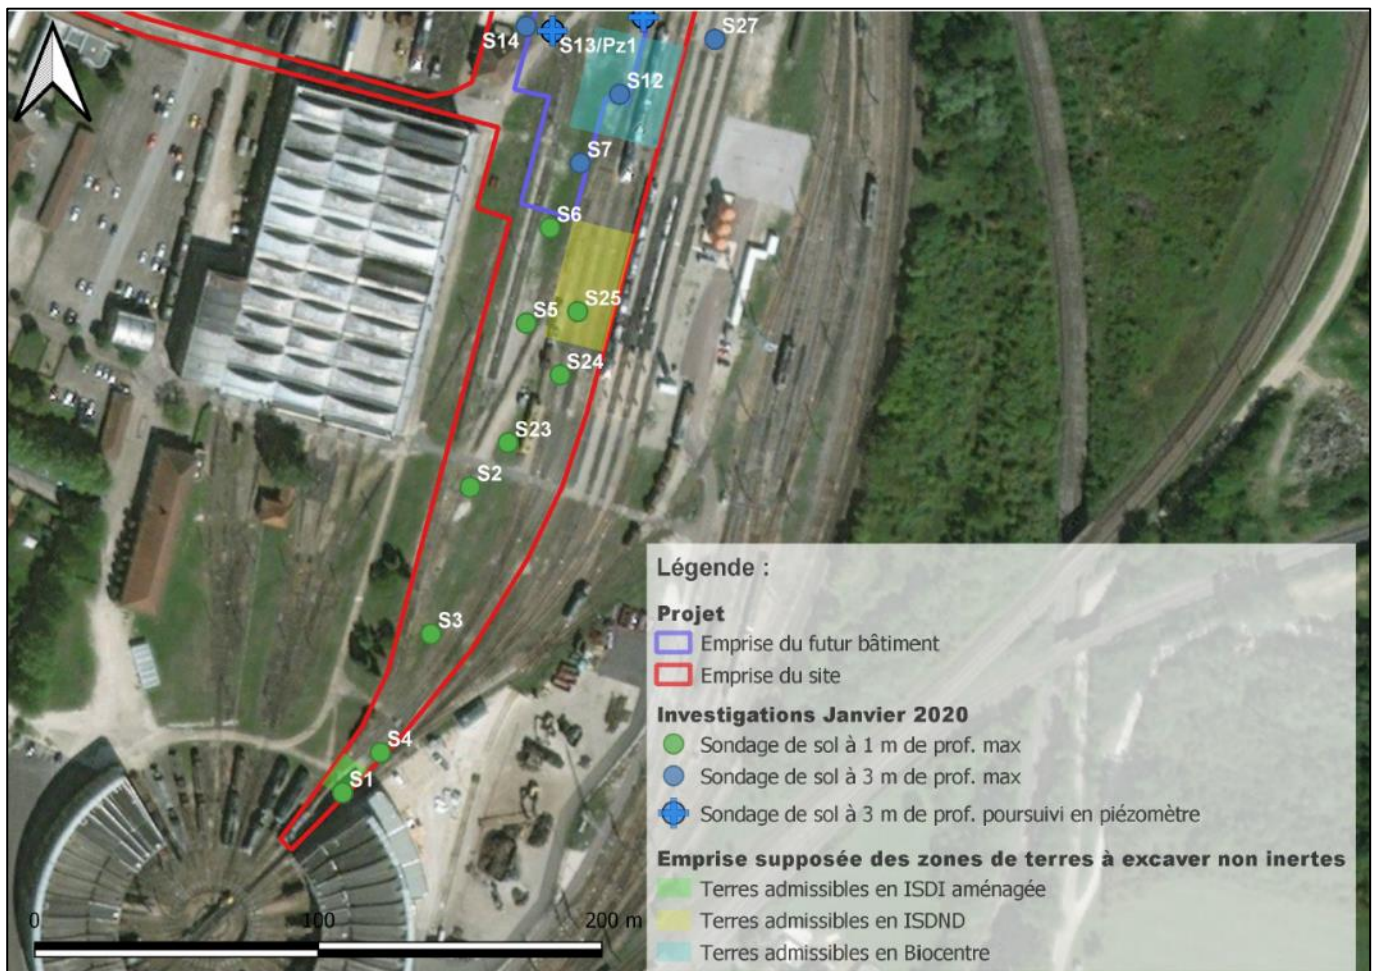 S14
S13/Pz1
S27
S12
S7
S6
S25
S5
S24
S23
S2
S3
S4
S1
Légende :
Projet
Emprise du futur bâtiment
Emprise du site
Investigations Janvier 2020
Sondage de sol à 1 m de prof. max
Sondage de sol à 3 m de prof. max
Sondage de sol à 3 m de prof. poursuivi en piézomètre
Emprise supposée des zones de terres à excaver non inertes
Terres admissibles en ISDI aménagée
Terres admissibles en ISDND
Terres admissibles en Biocentre
0 100 200 m